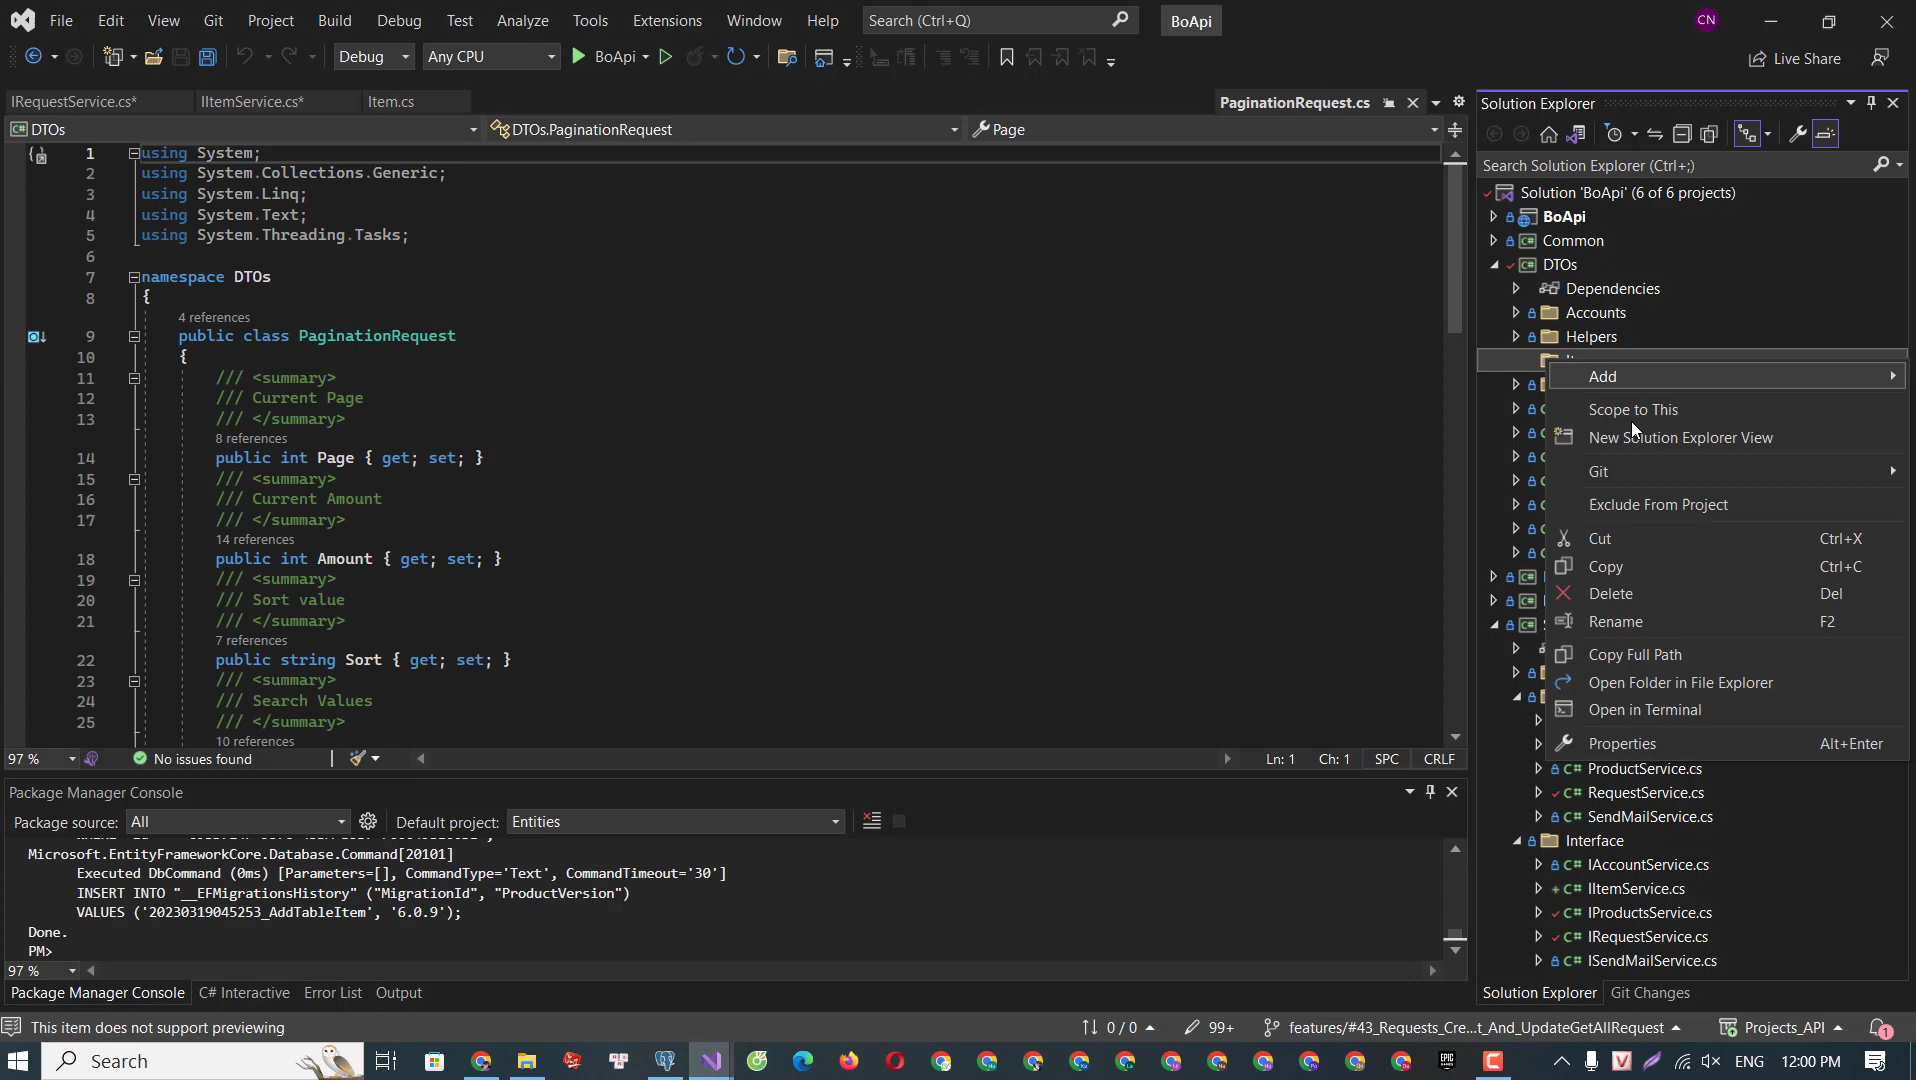 File Edit View Git Project Build Debug Test Analyze Tools Extensions Window Help Search (Ctrl+Q) BoApi CN
Debug Any CPU BoApi Live Share
IRequestService.cs* IItemService.cs* Item.cs PaginationRequest.cs
DTOs DTOs.PaginationRequest Page
1 using System;
2 using System.Collections.Generic;
3 using System.Linq;
4 using System.Text;
5 using System.Threading.Tasks;
6
7 namespace DTOs
8 {
4 references
9 public class PaginationRequest
10 {
11 /// <summary>
12 /// Current Page
13 /// </summary>
8 references
14 public int Page { get; set; }
15 /// <summary>
16 /// Current Amount
17 /// </summary>
14 references
18 public int Amount { get; set; }
19 /// <summary>
20 /// Sort value
21 /// </summary>
7 references
22 public string Sort { get; set; }
23 /// <summary>
24 /// Search Values
25 /// </summary>
10 references
97 % No issues found Ln: 1 Ch: 1 SPC CRLF
Package Manager Console
Package source: All Default project: Entities
Microsoft.EntityFrameworkCore.Database.Command[20101]
Executed DbCommand (0ms) [Parameters=[], CommandType='Text', CommandTimeout='30']
INSERT INTO "__EFMigrationsHistory" ("MigrationId", "ProductVersion")
VALUES ('20230319045253_AddTableItem', '6.0.9');
Done.
PM>
97 %
Package Manager Console C# Interactive Error List Output
Solution Explorer
Search Solution Explorer (Ctrl+;)
Solution 'BoApi' (6 of 6 projects)
BoApi
Common
DTOs
Dependencies
Accounts
Helpers
Add
Scope to This
New Solution Explorer View
Git
Exclude From Project
Cut Ctrl+X
Copy Ctrl+C
Delete Del
Rename F2
Copy Full Path
Open Folder in File Explorer
Open in Terminal
Properties Alt+Enter
ProductService.cs
RequestService.cs
SendMailService.cs
Interface
IAccountService.cs
IItemService.cs
IProductsService.cs
IRequestService.cs
ISendMailService.cs
Solution Explorer Git Changes
This item does not support previewing 0 / 0 99+ features/#43_Requests_Cre...t_And_UpdateGetAllRequest Projects_API 1
Search ENG 12:00 PM